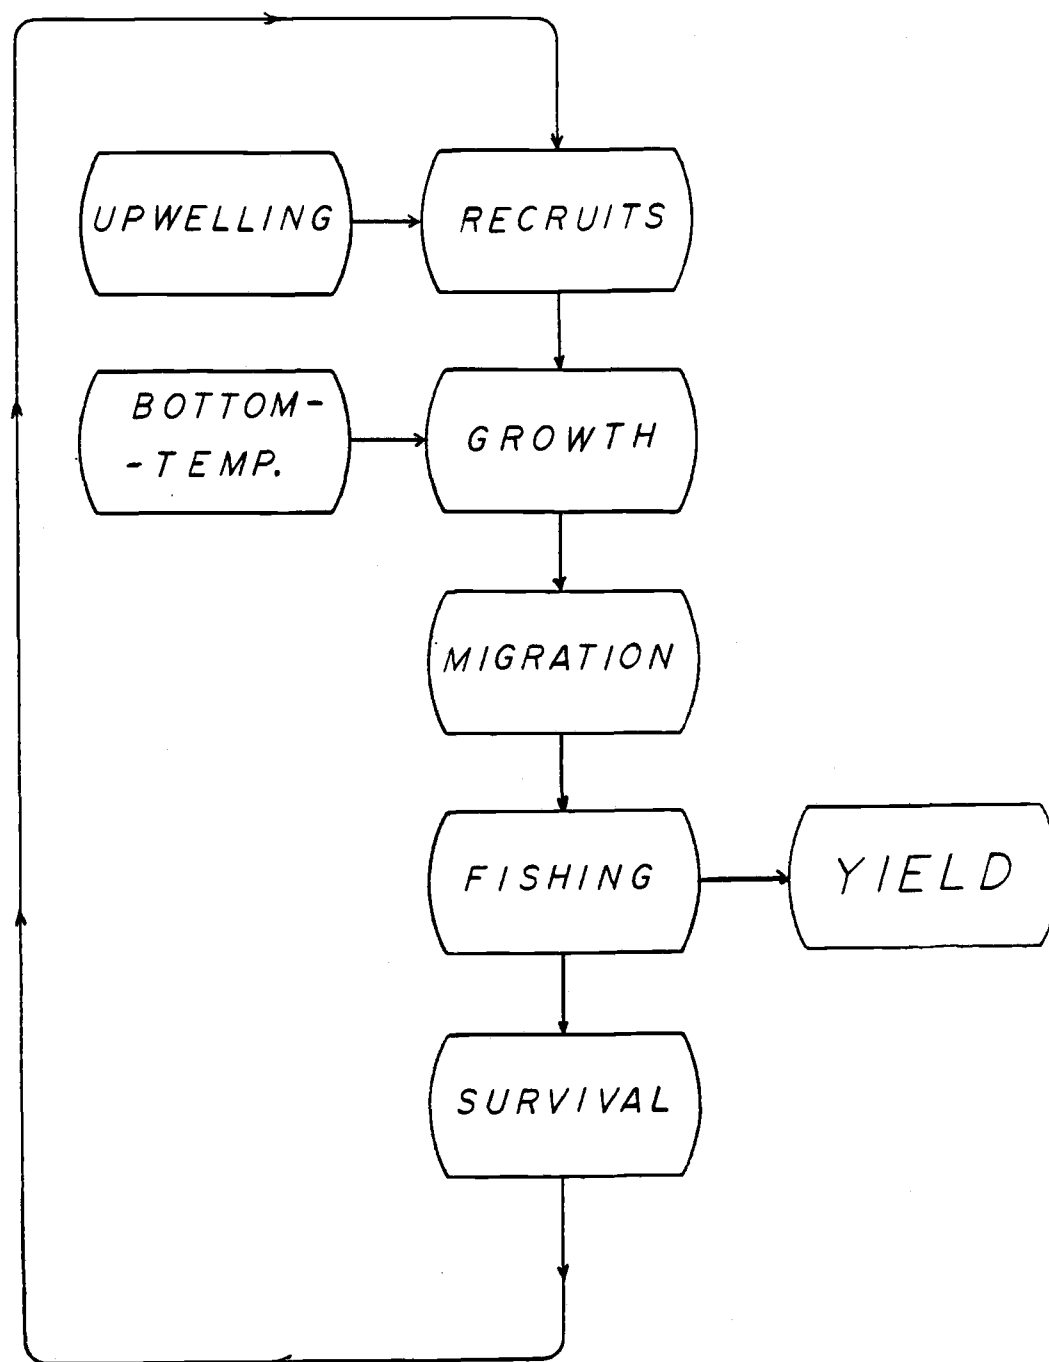 UPWELLING
RECRUITS
BOTTOM-
-TEMP.
GROWTH
MIGRATION
FISHING
YIELD
SURVIVAL